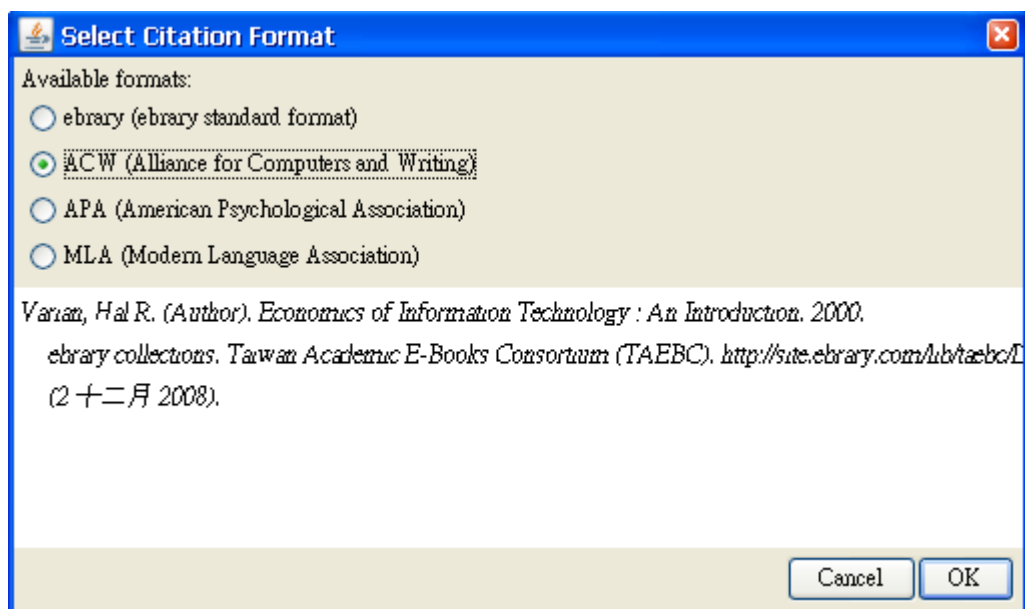 Select Citation Format
Available formats:
ebrary (ebrary standard format)
ACW (Alliance for Computers and Writing)
APA (American Psychological Association)
MLA (Modern Language Association)
Varian, Hal R. (Author). Economics of Information Technology : An Introduction. 2000.
ebrary collections. Taiwan Academic E-Books Consortium (TAEBC). http://site.ebrary.com/lib/taebc/D
(2 十二月 2008).
Cancel
OK